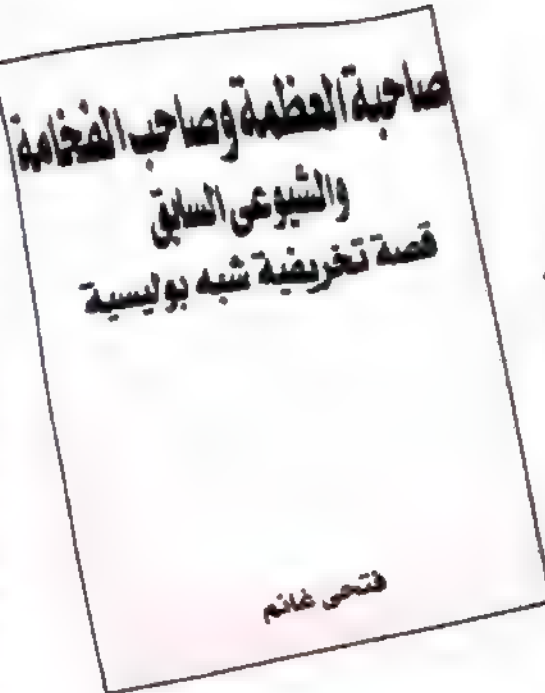 صاحبة العظمة وصاحب الفخامة
والشيوعى السابق
قصة تخريفية شبه بوليسية
فتحى غانم